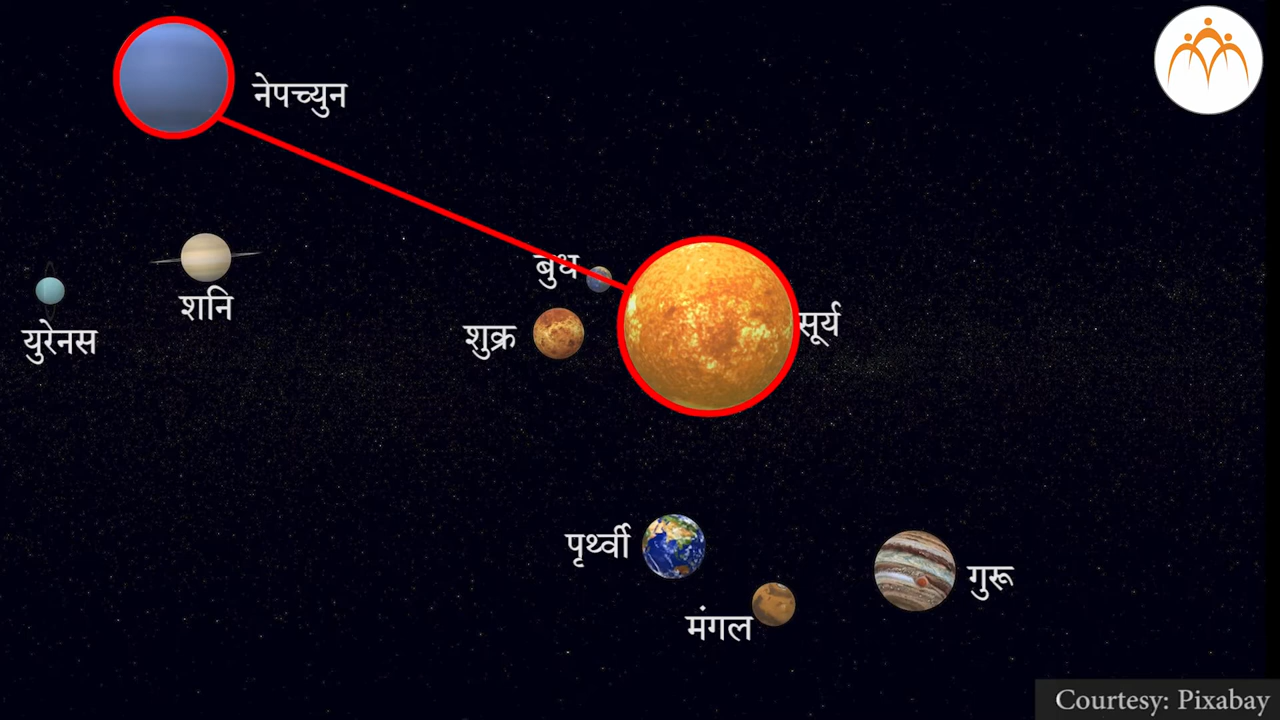 नेपच्युन
बुध
शनि
युरेनस
शुक्र
सूर्य
पृथ्वी
गुरू
मंगल
Courtesy: Pixabay